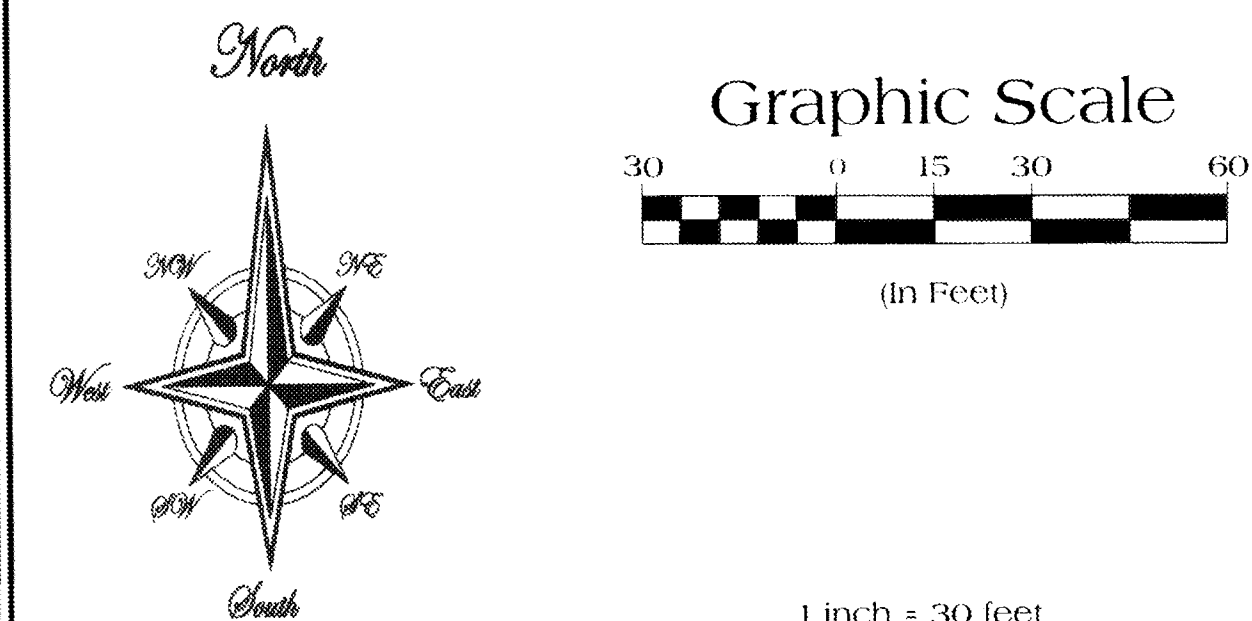 North
NW NE
West East
SW SE
South
Graphic Scale
30 0 15 30 60
(In Feet)
1 inch = 30 feet